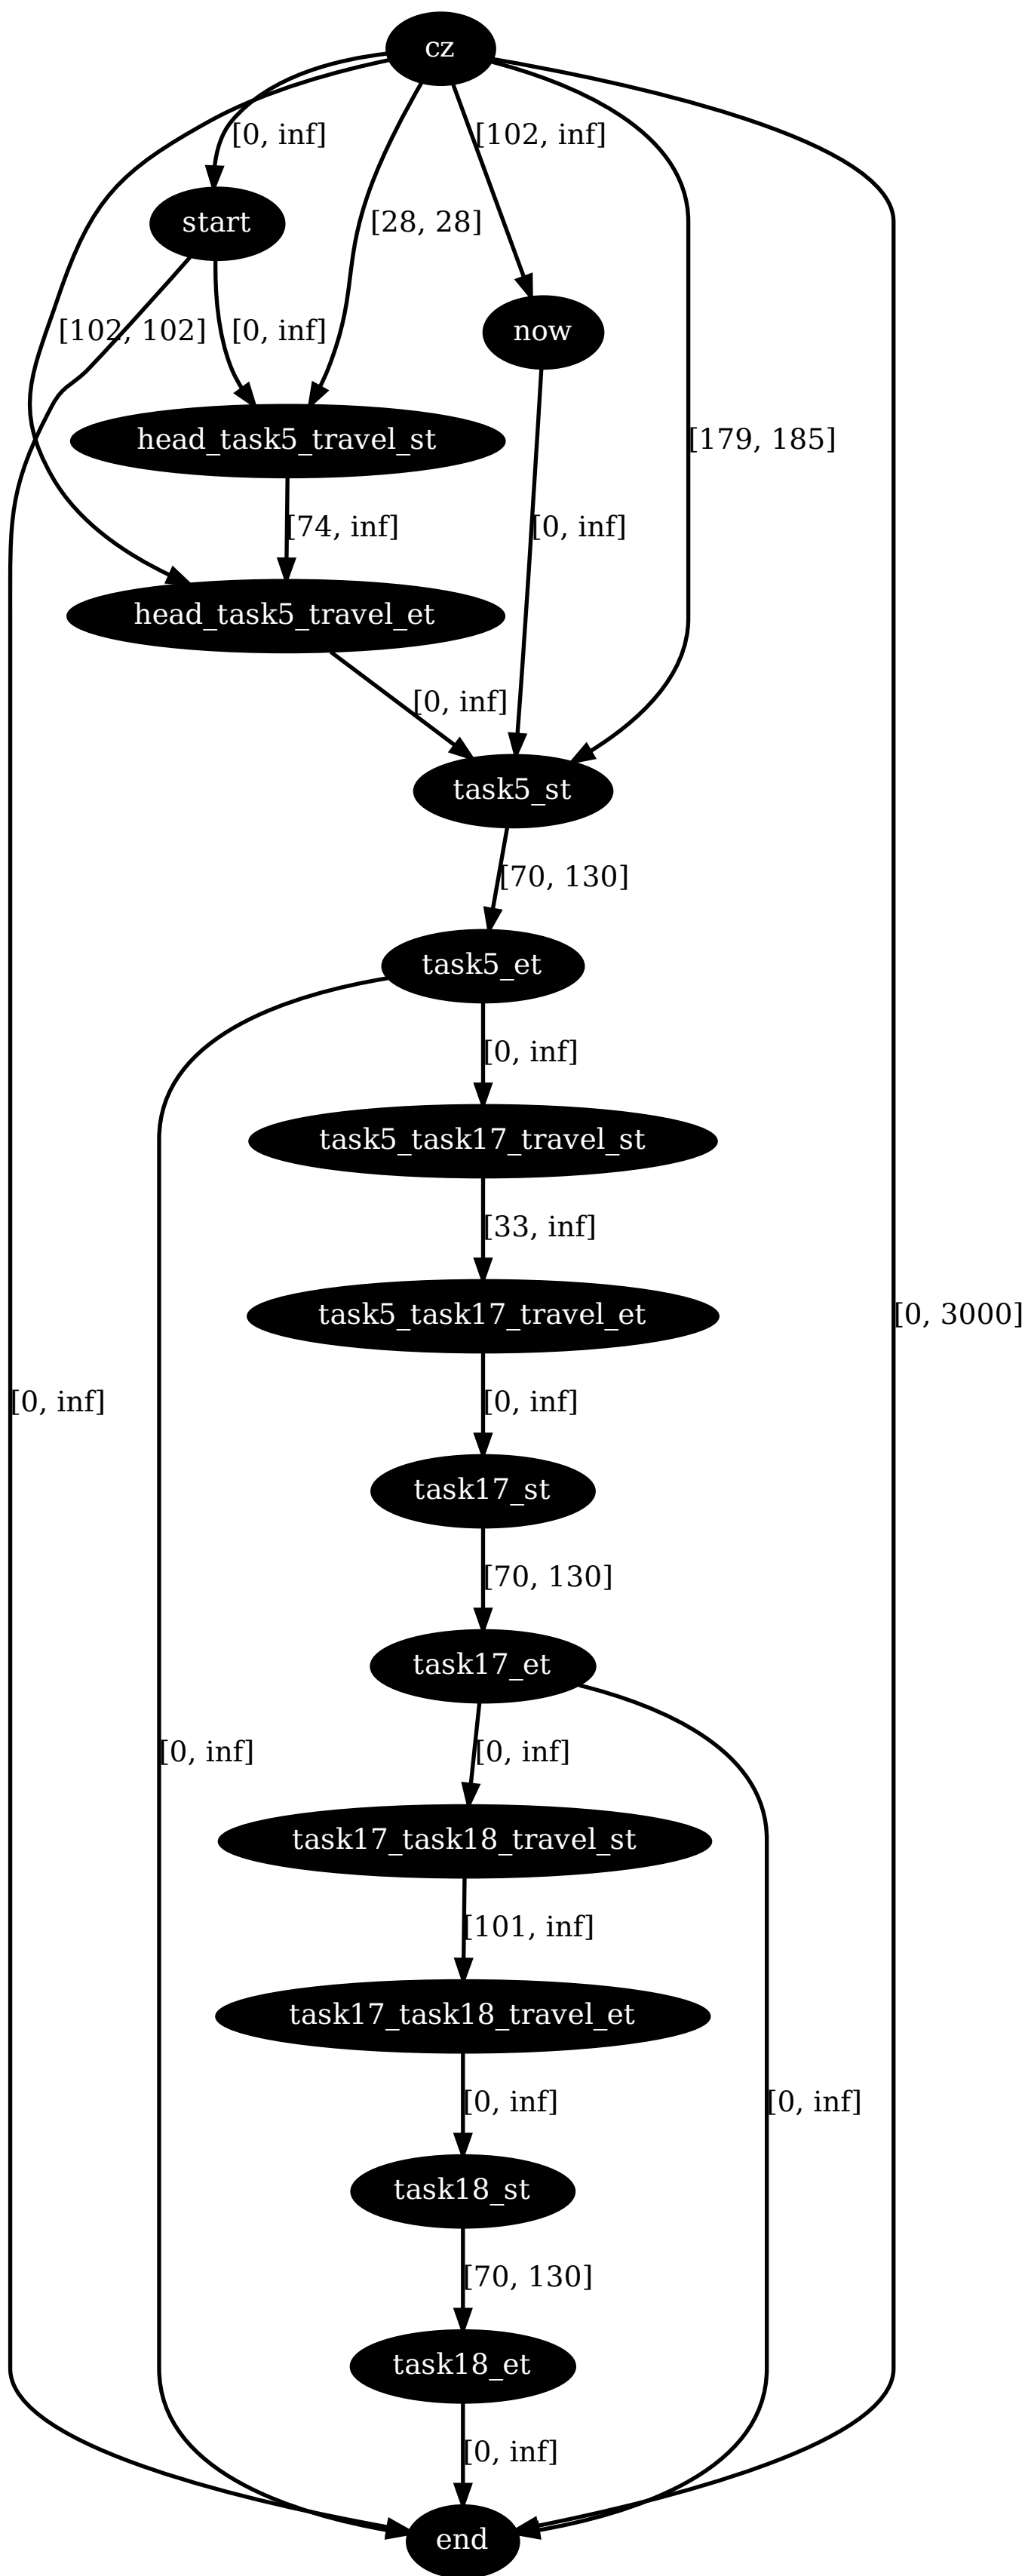 cz
[0, inf]
[102, inf]
start
[28, 28]
[102, 102]
[0, inf]
now
head_task5_travel_st
[179, 185]
[74, inf]
[0, inf]
head_task5_travel_et
[0, inf]
task5_st
[70, 130]
task5_et
[0, inf]
task5_task17_travel_st
[33, inf]
task5_task17_travel_et
[0, 3000]
[0, inf]
[0, inf]
task17_st
[70, 130]
task17_et
[0, inf]
[0, inf]
task17_task18_travel_st
[101, inf]
task17_task18_travel_et
[0, inf]
[0, inf]
task18_st
[70, 130]
task18_et
[0, inf]
end